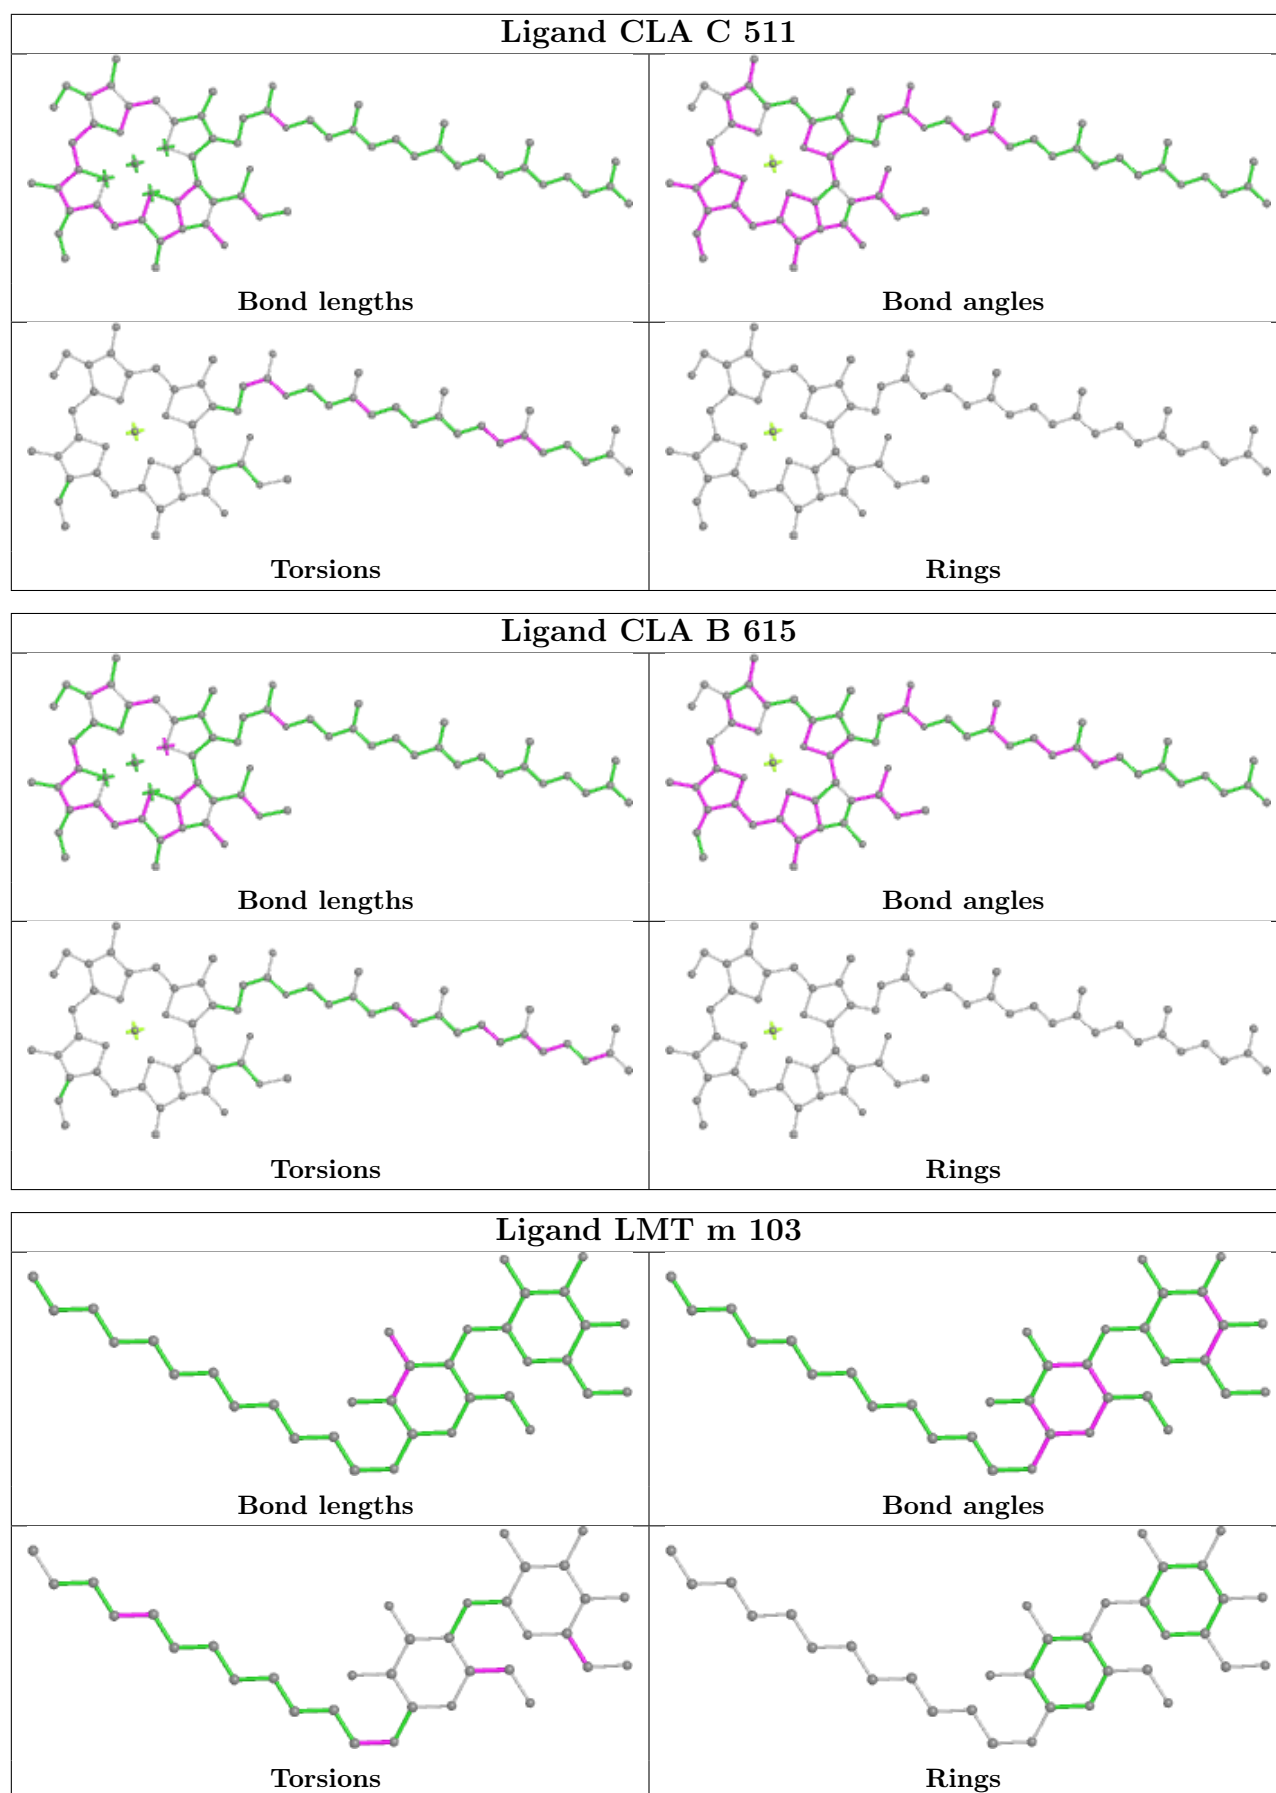 Ligand CLA C 511
Bond lengths
Bond angles
Torsions
Rings
Ligand CLA B 615
Bond lengths
Bond angles
Torsions
Rings
Ligand LMT m 103
Bond lengths
Bond angles
Torsions
Rings